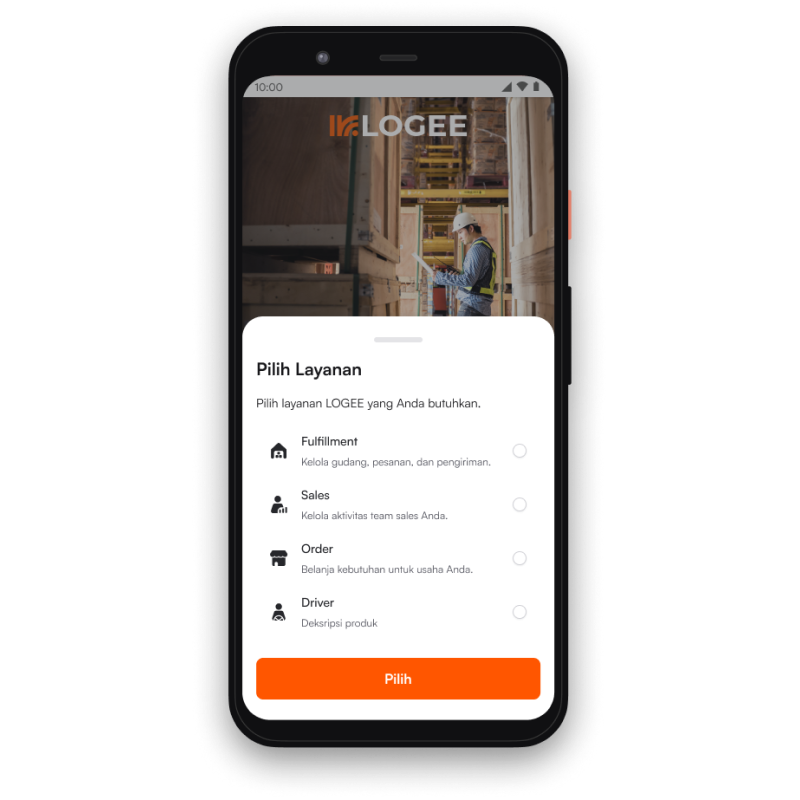 10:00
LOGEE
Pilih Layanan
Pilih layanan LOGEE yang Anda butuhkan.
Fulfillment
Kelola gudang, pesanan, dan pengiriman.
Sales
Kelola aktivitas team sales Anda.
Order
Belanja kebutuhan untuk usaha Anda.
Driver
Deksripsi produk
Pilih